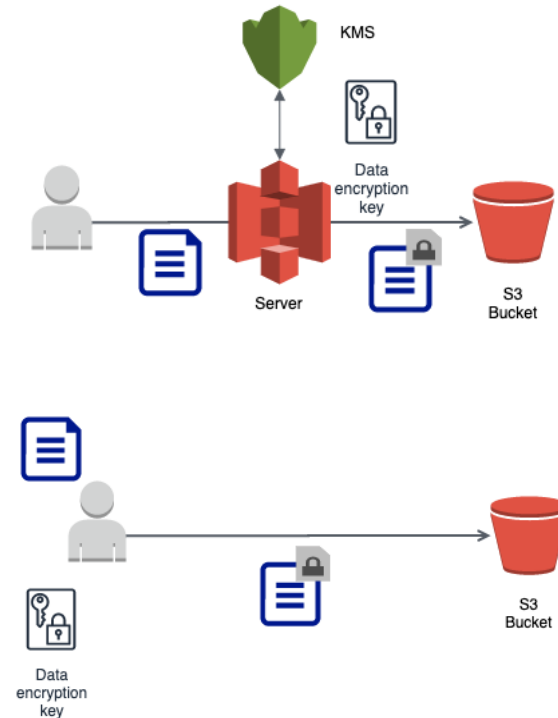 KMS
Data
encryption
key
Server
S3
Bucket
S3
Bucket
Data
encryption
key